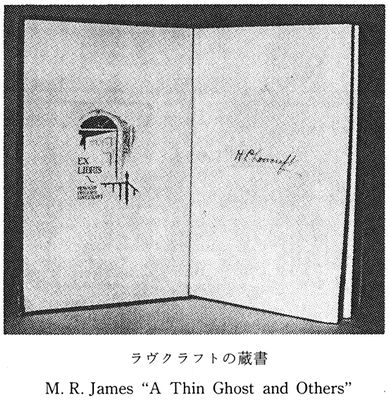 EX
LIBRIS
HOWARD
PHILLIPS
LOVECRAFT
H P Lovecraft
ラヴクラフトの蔵書
M. R. James “A Thin Ghost and Others”